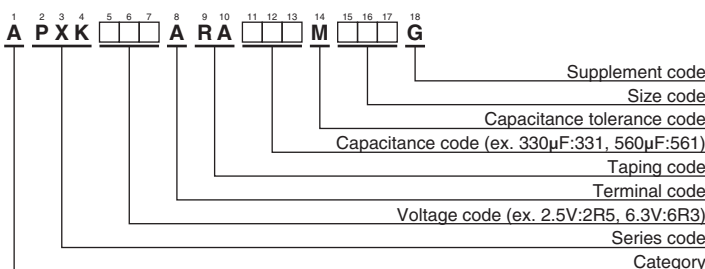 1 2 3 4 5 6 7 8 9 10 11 12 13 14 15 16 17 18
A P X K A R A M G
Supplement code
Size code
Capacitance tolerance code
Capacitance code (ex. 330μF:331, 560μF:561)
Taping code
Terminal code
Voltage code (ex. 2.5V:2R5, 6.3V:6R3)
Series code
Category